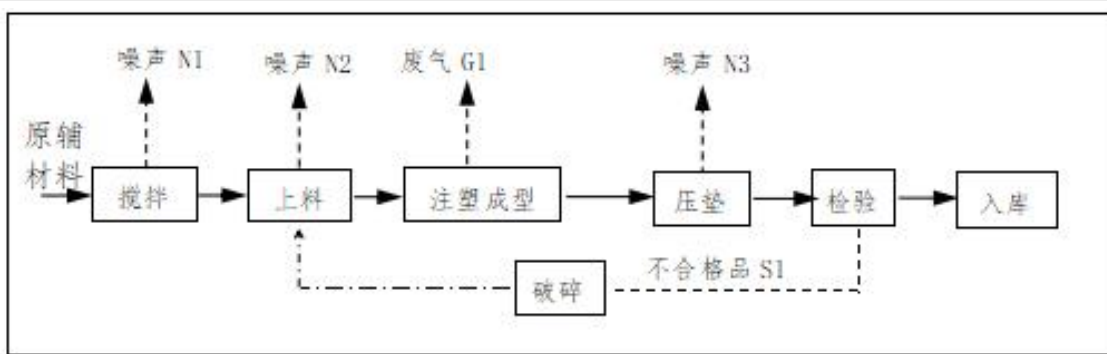 噪声 N1
噪声 N2
废气 G1
噪声 N3
原辅
材料
搅拌
上料
注塑成型
压垫
检验
入库
不合格品 S1
破碎